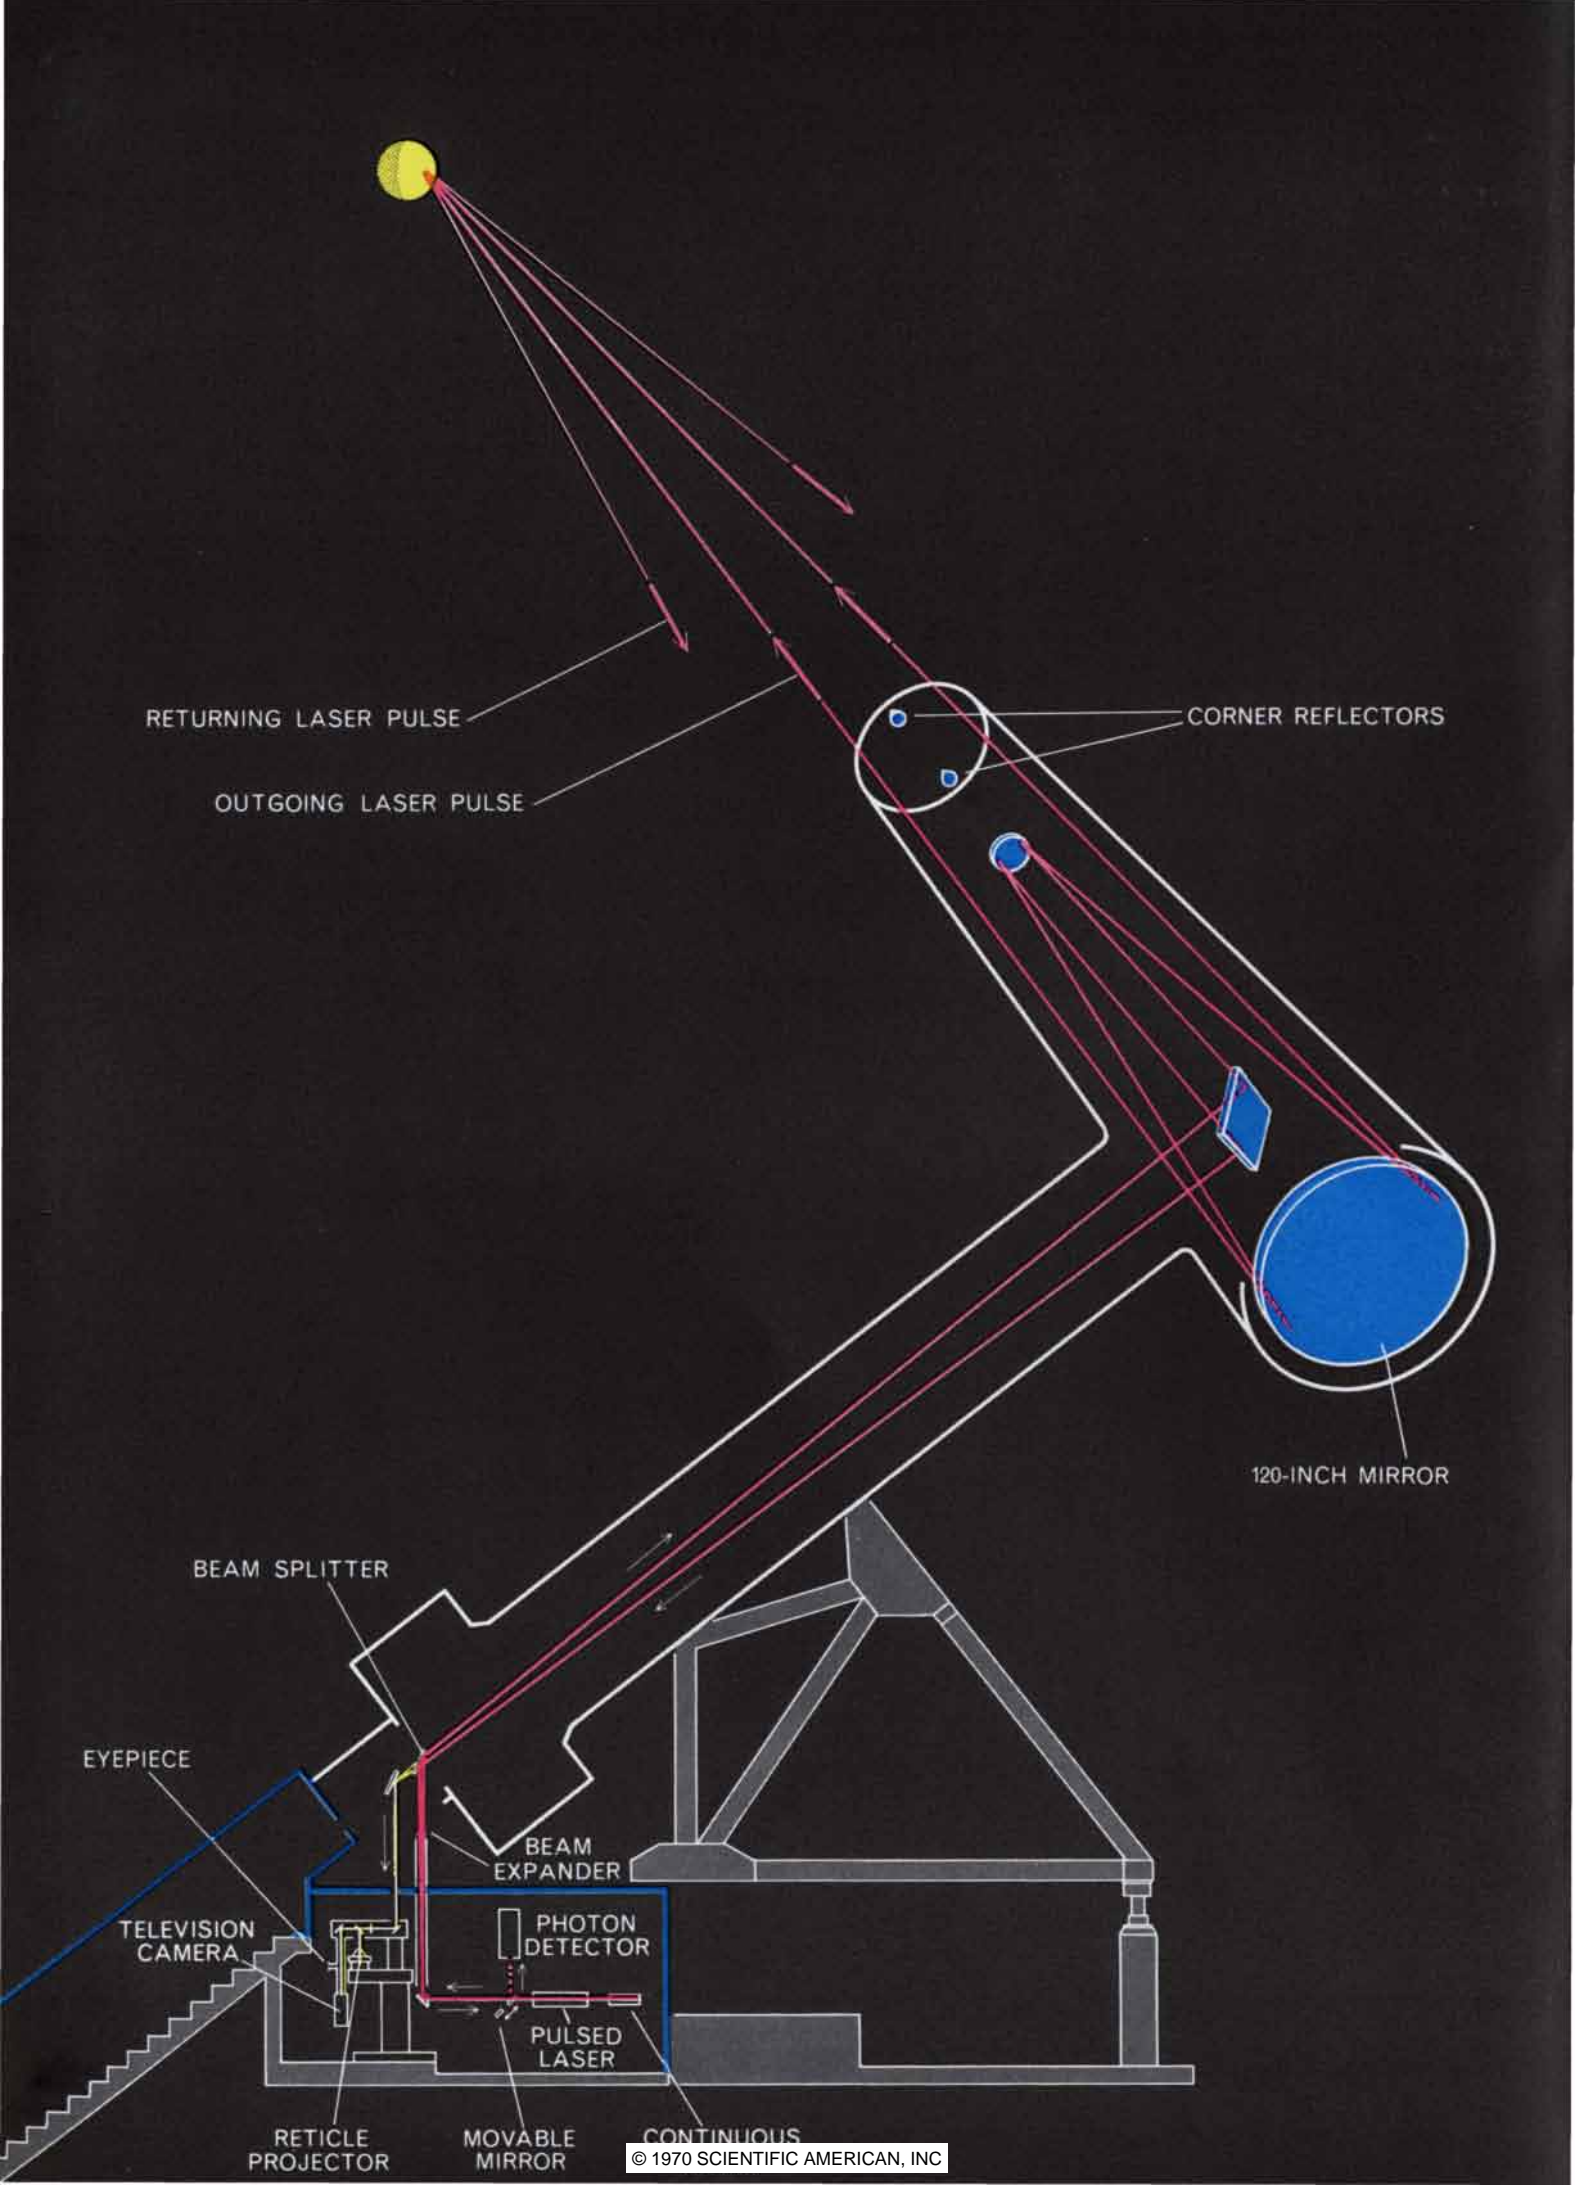 RETURNING LASER PULSE
CORNER REFLECTORS
OUTGOING LASER PULSE
120-INCH MIRROR
BEAM SPLITTER
EYEPIECE
BEAM
EXPANDER
TELEVISION
CAMERA
PHOTON
DETECTOR
PULSED
LASER
RETICLE
PROJECTOR
MOVABLE
MIRROR
CONTINUOUS
© 1970 SCIENTIFIC AMERICAN, INC